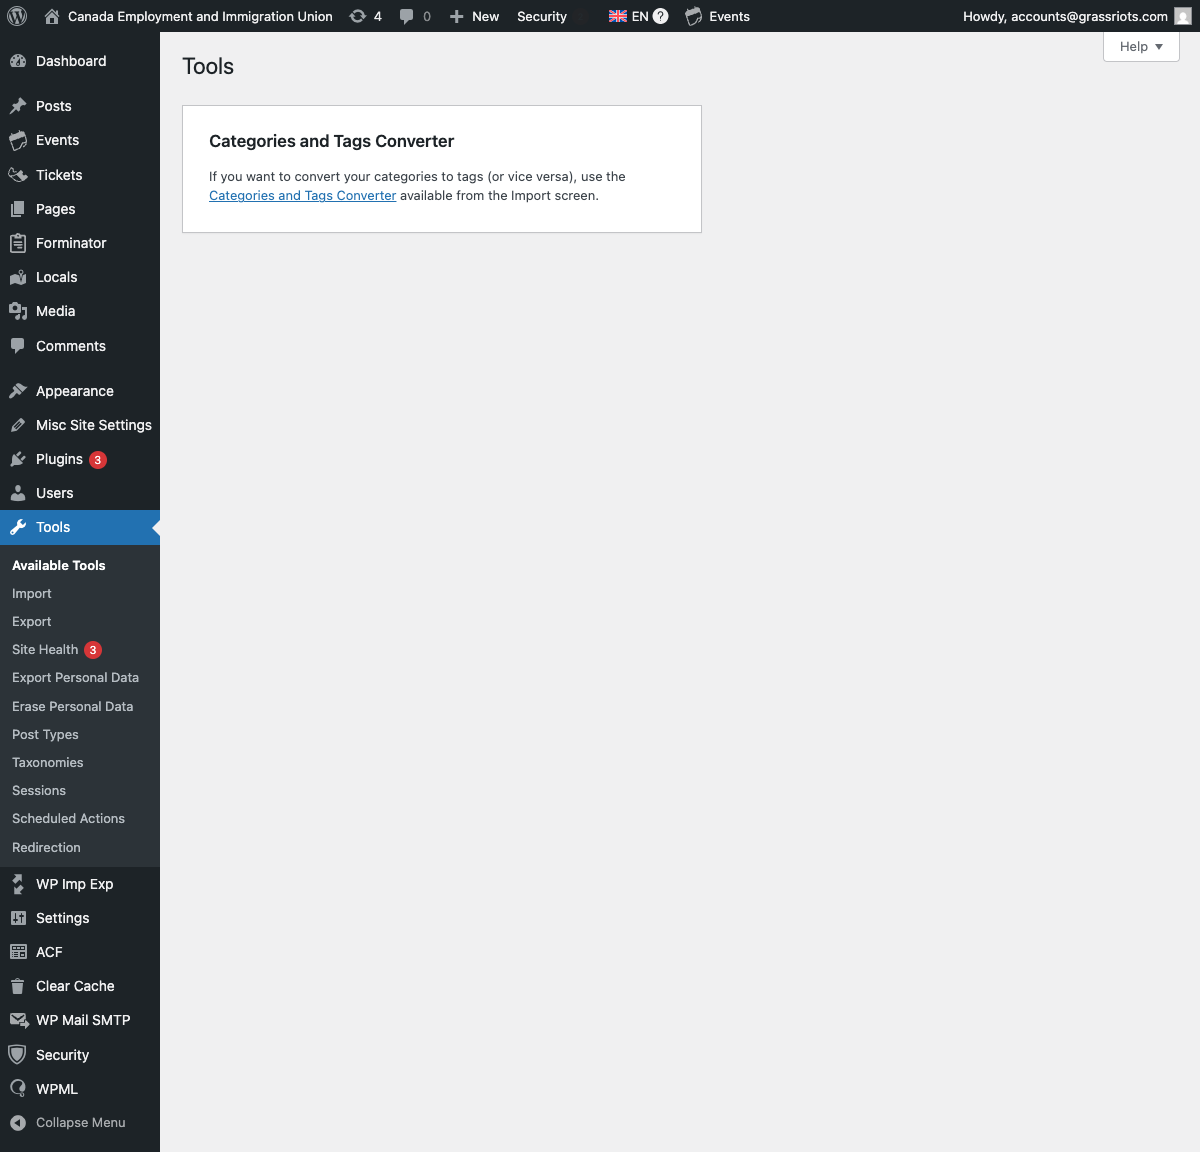 Canada Employment and Immigration Union 4 0 New Security EN ? Events Howdy, accounts@grassriots.com
Help
Dashboard
Posts
Events
Tickets
Pages
Forminator
Locals
Media
Comments
Appearance
Misc Site Settings
Plugins 3
Users
Tools
Available Tools
Import
Export
Site Health 3
Export Personal Data
Erase Personal Data
Post Types
Taxonomies
Sessions
Scheduled Actions
Redirection
WP Imp Exp
Settings
ACF
Clear Cache
WP Mail SMTP
Security
WPML
Collapse Menu
Tools
Categories and Tags Converter
If you want to convert your categories to tags (or vice versa), use the
Categories and Tags Converter available from the Import screen.